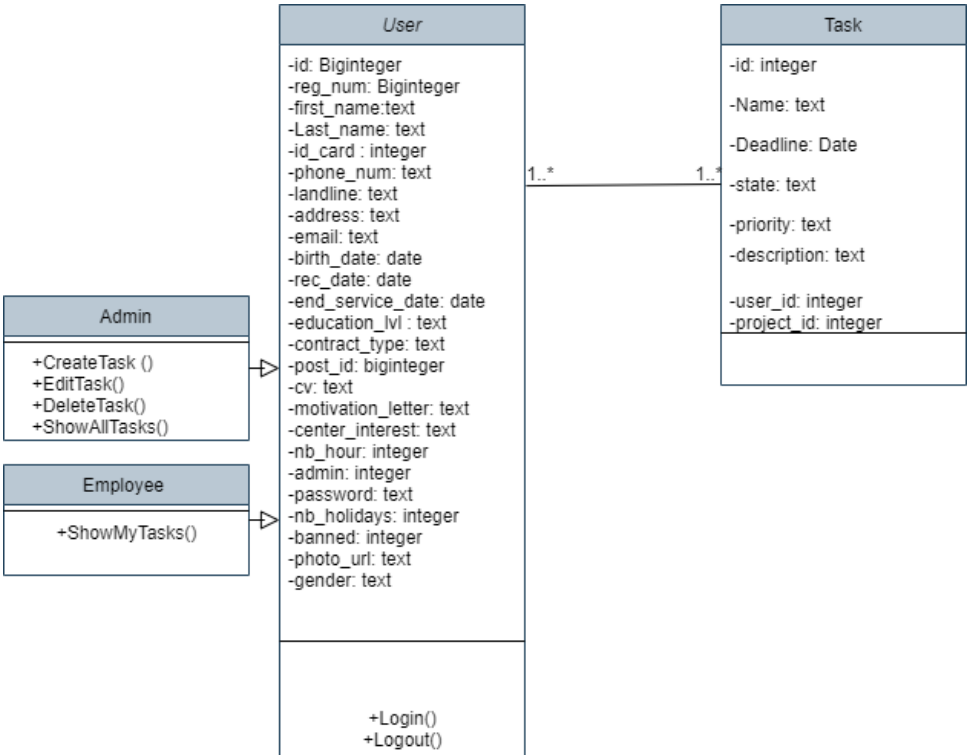 User
-id: Biginteger
-reg_num: Biginteger
-first_name:text
-Last_name: text
-id_card : integer
-phone_num: text
-landline: text
-address: text
-email: text
-birth_date: date
-rec_date: date
-end_service_date: date
-education_lvl : text
-contract_type: text
-post_id: biginteger
-cv: text
-motivation_letter: text
-center_interest: text
-nb_hour: integer
-admin: integer
-password: text
-nb_holidays: integer
-banned: integer
-photo_url: text
-gender: text
+Login()
+Logout()
1..*
1..*
Task
-id: integer
-Name: text
-Deadline: Date
-state: text
-priority: text
-description: text
-user_id: integer
-project_id: integer
Admin
+CreateTask ()
+EditTask()
+DeleteTask()
+ShowAllTasks()
Employee
+ShowMyTasks()